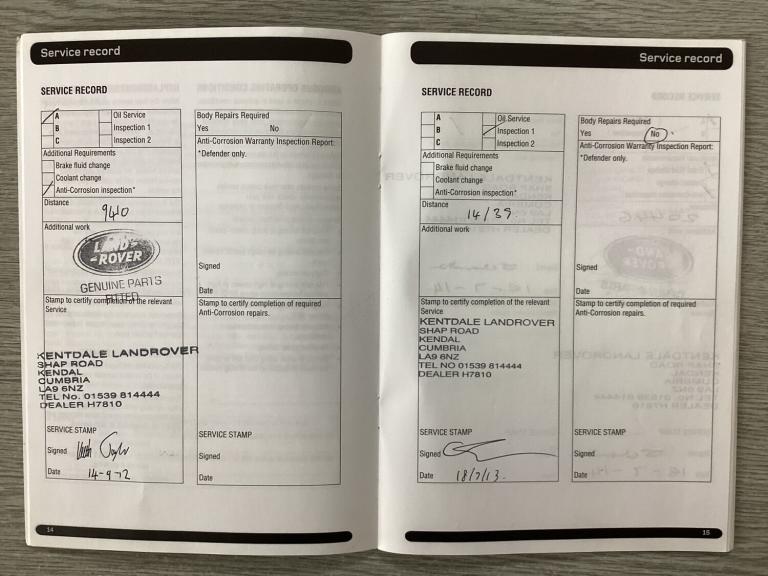 Service record
SERVICE RECORD
A Oil Service
B Inspection 1
C Inspection 2
Additional Requirements
Brake fluid change
Coolant change
Anti-Corrosion inspection*
Distance
9410
Additional work
LAND-
ROVER
GENUINE PARTS
FITTED
Stamp to certify completion of the relevant
Service
KENTDALE LANDROVER
SHAP ROAD
KENDAL
CUMBRIA
LA9 6NZ
TEL No. 01539 814444
DEALER H7810
SERVICE STAMP
Signed
Date 14-9-12
Body Repairs Required
Yes No
Anti-Corrosion Warranty Inspection Report:
*Defender only.
Signed
Date
Stamp to certify completion of required
Anti-Corrosion repairs.
SERVICE STAMP
Signed
Date
14
Service record
SERVICE RECORD
A Oil Service
B Inspection 1
C Inspection 2
Additional Requirements
Brake fluid change
Coolant change
Anti-Corrosion inspection*
Distance
14139
Additional work
Stamp to certify completion of the relevant
Service
KENTDALE LANDROVER
SHAP ROAD
KENDAL
CUMBRIA
LA9 6NZ
TEL NO 01539 814444
DEALER H7810
SERVICE STAMP
Signed
Date 18/7/13.
Body Repairs Required
Yes No
Anti-Corrosion Warranty Inspection Report:
*Defender only.
Signed
Date
Stamp to certify completion of required
Anti-Corrosion repairs.
SERVICE STAMP
Signed
Date
15